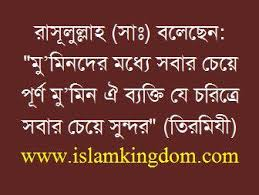 রাসূলুল্লাহ (সাঃ) বলেছেন:
"মু'মিনদের মধ্যে সবার চেয়ে
পূর্ণ মু'মিন ঐ ব্যক্তি যে চরিত্রে
সবার চেয়ে সুন্দর" (তিরমিযী)
www.islamkingdom.com